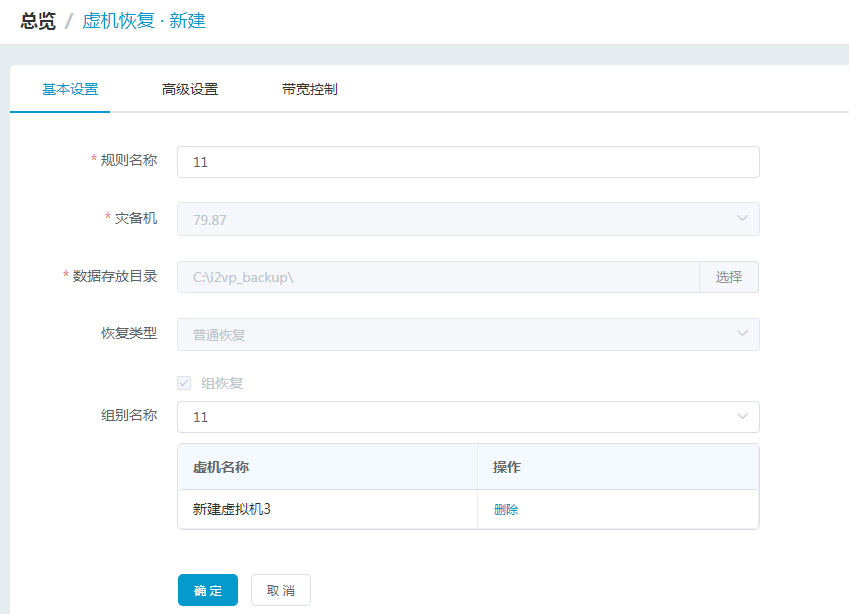 总览 / 虚机恢复 · 新建
基本设置 高级设置 带宽控制
* 规则名称 11
* 灾备机 79.87
* 数据存放目录 C:\i2vp_backup\ 选择
恢复类型 普通恢复
组恢复
组别名称 11
虚机名称 操作
新建虚拟机3 删除
确定 取消